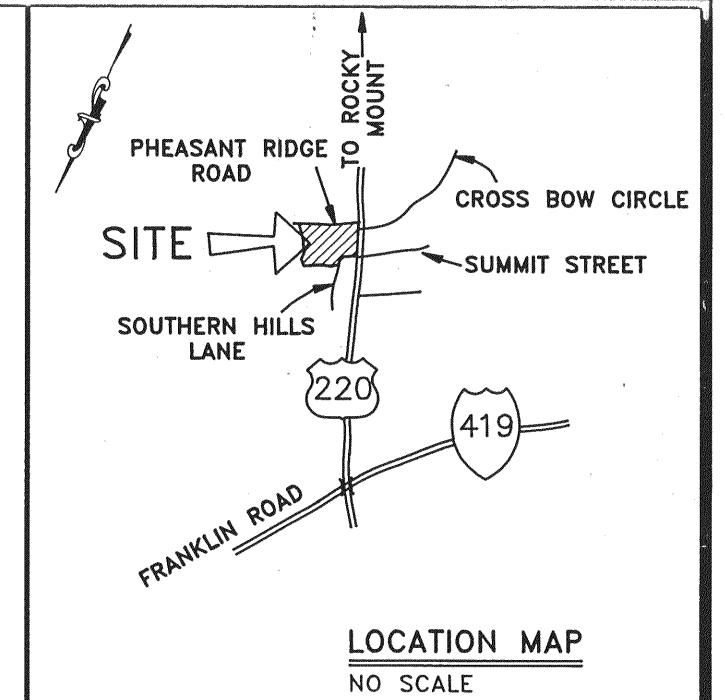 TO ROCKY
MOUNT
PHEASANT RIDGE
ROAD
CROSS BOW CIRCLE
SITE
SUMMIT STREET
SOUTHERN HILLS
LANE
220
419
FRANKLIN ROAD
LOCATION MAP
NO SCALE